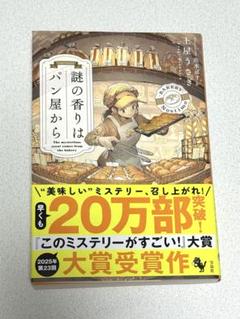 土屋うさぎ
謎の香りは
パン屋から
The mysterious
scent comes from
the bakery
"美味しい"ミステリー、召し上がれ!
早くも
20万部突破!
『このミステリーがすごい!』大賞
2025年
第23回
大賞受賞作
宝島社